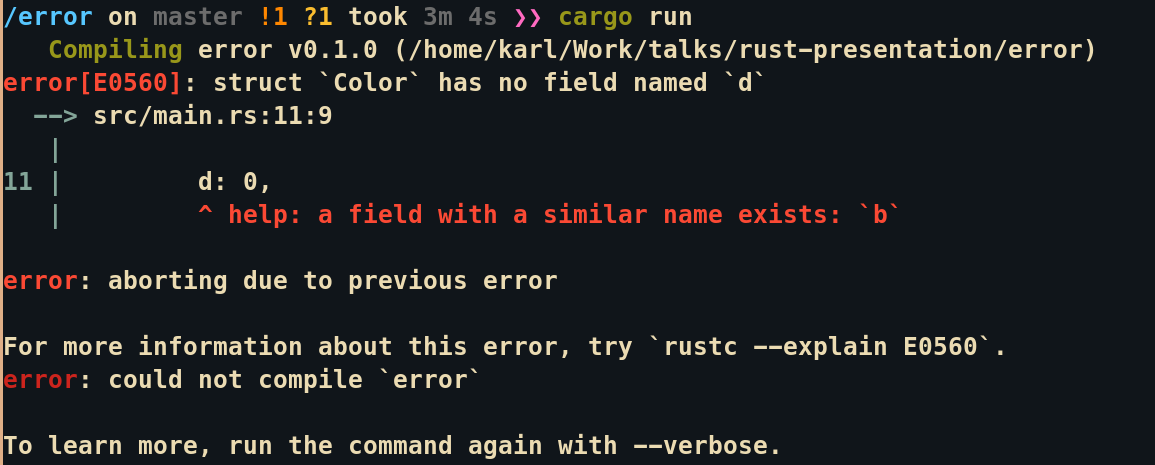 /error on master !1 ?1 took 3m 4s ❯❯ cargo run
   Compiling error v0.1.0 (/home/karl/Work/talks/rust-presentation/error)
error[E0560]: struct `Color` has no field named `d`
  --> src/main.rs:11:9
   |
11 |         d: 0,
   |         ^ help: a field with a similar name exists: `b`
error: aborting due to previous error
For more information about this error, try `rustc --explain E0560`.
error: could not compile `error`
To learn more, run the command again with --verbose.